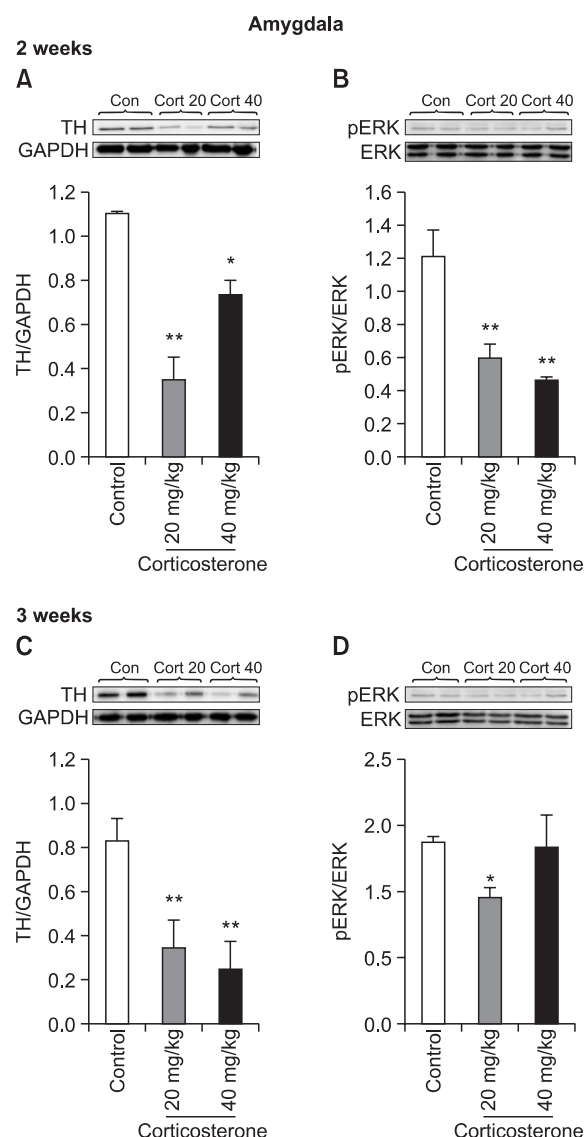 Amygdala
2 weeks
A
Con Cort 20 Cort 40
TH
GAPDH
1.2
1.0
0.8
0.6
0.4
0.2
0.0
TH/GAPDH
**
*
Control
20 mg/kg
40 mg/kg
Corticosterone
B
Con Cort 20 Cort 40
pERK
ERK
1.6
1.4
1.2
1.0
0.8
0.6
0.4
0.2
0.0
pERK/ERK
**
**
Control
20 mg/kg
40 mg/kg
Corticosterone
3 weeks
C
Con Cort 20 Cort 40
TH
GAPDH
1.2
1.0
0.8
0.6
0.4
0.2
0.0
TH/GAPDH
**
**
Control
20 mg/kg
40 mg/kg
Corticosterone
D
Con Cort 20 Cort 40
pERK
ERK
2.5
2.0
1.5
0.5
0.0
pERK/ERK
*
Control
20 mg/kg
40 mg/kg
Corticosterone